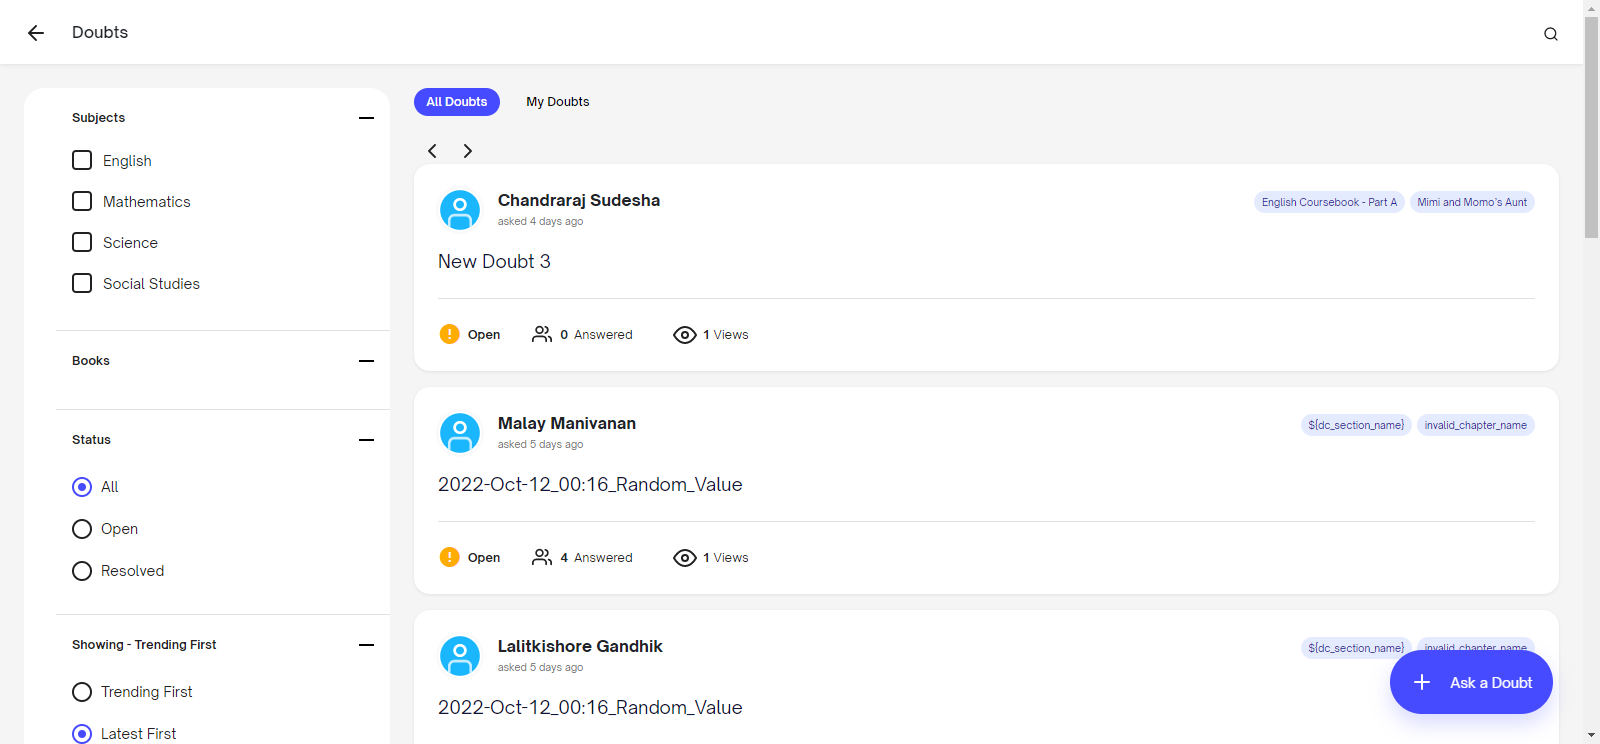 Doubts
Subjects
English
Mathematics
Science
Social Studies
Books
Status
All
Open
Resolved
Showing - Trending First
Trending First
Latest First
All Doubts My Doubts
Chandraraj Sudesha
asked 4 days ago
English Coursebook - Part A Mimi and Momo's Aunt
New Doubt 3
Open 0 Answered 1 Views
Malay Manivanan
asked 5 days ago
${dc_section_name} invalid_chapter_name
2022-Oct-12_00:16_Random_Value
Open 4 Answered 1 Views
Lalitkishore Gandhik
asked 5 days ago
${dc_section_name} invalid_chapter_name
2022-Oct-12_00:16_Random_Value
Ask a Doubt